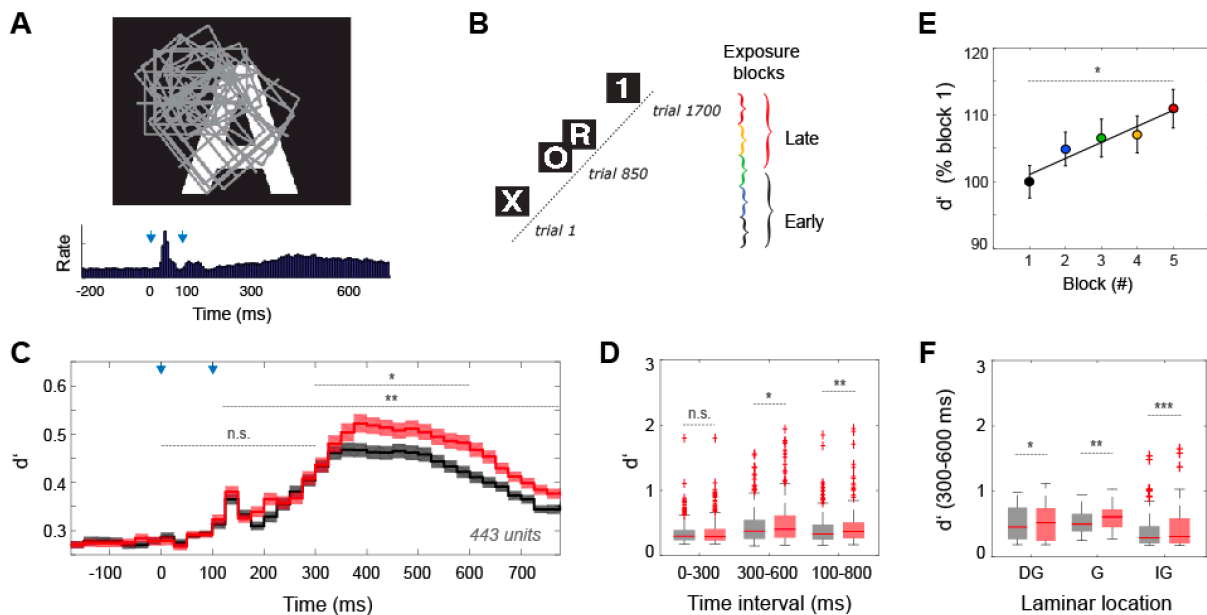 A
A
Rate
-200
0
100
300
600
Time (ms)
B
X
O
R
1
trial 1
trial 850
trial 1700
Exposure
blocks
Late
Early
E
120
110
100
90
d‘ (% block 1)
*
1
2
3
4
5
Block (#)
C
0.6
0.5
0.4
0.3
d‘
*
**
n.s.
443 units
-100
0
100
200
300
400
500
600
700
Time (ms)
D
3
2
1
0
d‘
n.s.
*
**
0-300
300-600
100-800
Time interval (ms)
F
3
2
1
0
d‘ (300-600 ms)
*
**
***
DG
G
IG
Laminar location